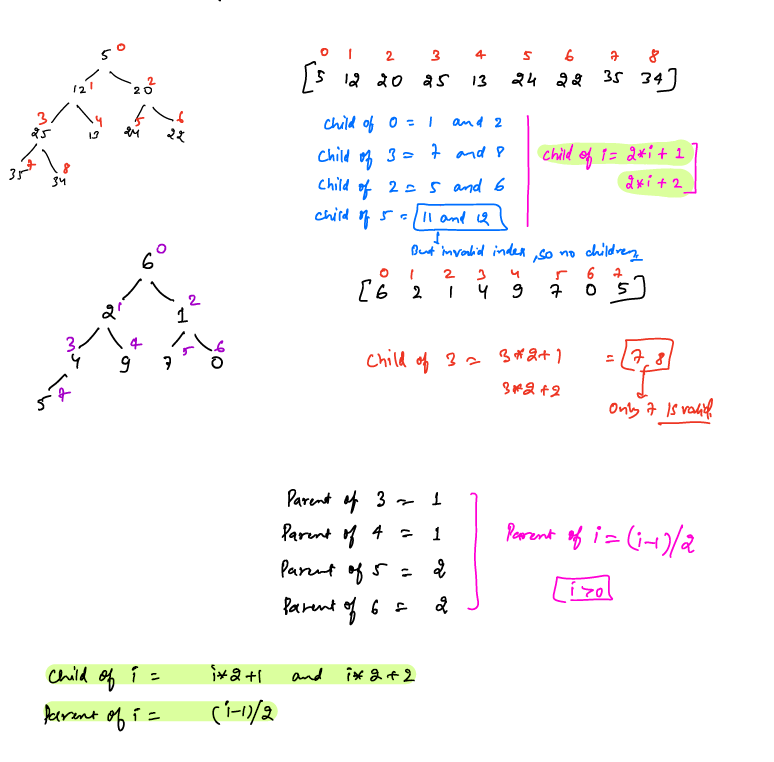 5 0
12 1 20 2
3 4 5 6
25 13 24 22
7 8
35 34
0 1 2 3 4 5 6 7 8
[5 12 20 25 13 24 22 35 34]
Child of 0 = 1 and 2
Child of 3 = 7 and 8
Child of 2 = 5 and 6
Child of 5 = 11 and 12
But invalid index, so no children
Child of i = 2*i + 1
2*i + 2
6 0
2 1 1 2
3 4 5 6
4 9 7 0
5 7
0 1 2 3 4 5 6 7
[6 2 1 4 9 7 0 5]
Child of 3 = 3*2+1 = 7 8
3*2+2
Only 7 is valid
Parent of 3 = 1
Parent of 4 = 1
Parent of 5 = 2
Parent of 6 = 2
Parent of i = (i-1)/2
i>0
Child of i = i*2+1 and i*2+2
Parent of i = (i-1)/2